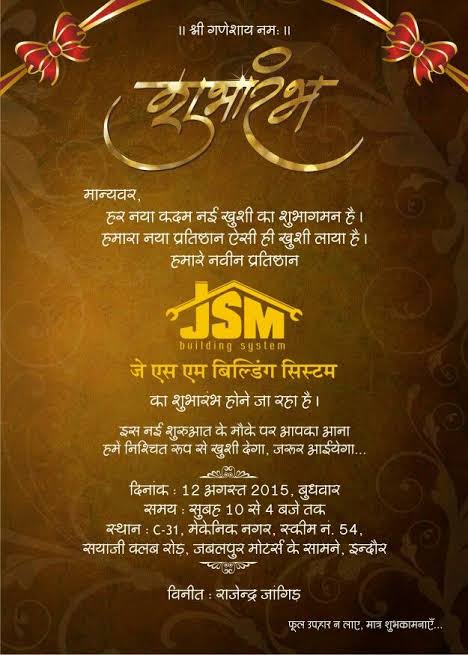 ॥ श्री गणेशाय नमः ॥
शुभारंभ
मान्यवर,
हर नया कदम नई खुशी का शुभागमन है।
हमारा नया प्रतिष्ठान ऐसी ही खुशी लाया है।
हमारे नवीन प्रतिष्ठान
JSM
building system
जे एस एम बिल्डिंग सिस्टम
का शुभारंभ होने जा रहा है।
इस नई शुरुआत के मौके पर आपका आना
हमें निश्चित रूप से खुशी देगा, जरूर आईयेगा...
दिनांक : 12 अगस्त 2015, बुधवार
समय : सुबह 10 से 4 बजे तक
स्थान : C-31, मेकेनिक नगर, स्कीम नं. 54,
सयाजी क्लब रोड़, जबलपुर मोटर्स के सामने, इन्दौर
विनीत : राजेन्द्र जांगिड़
फूल उपहार न लाए, मात्र शुभकामनाएँ...